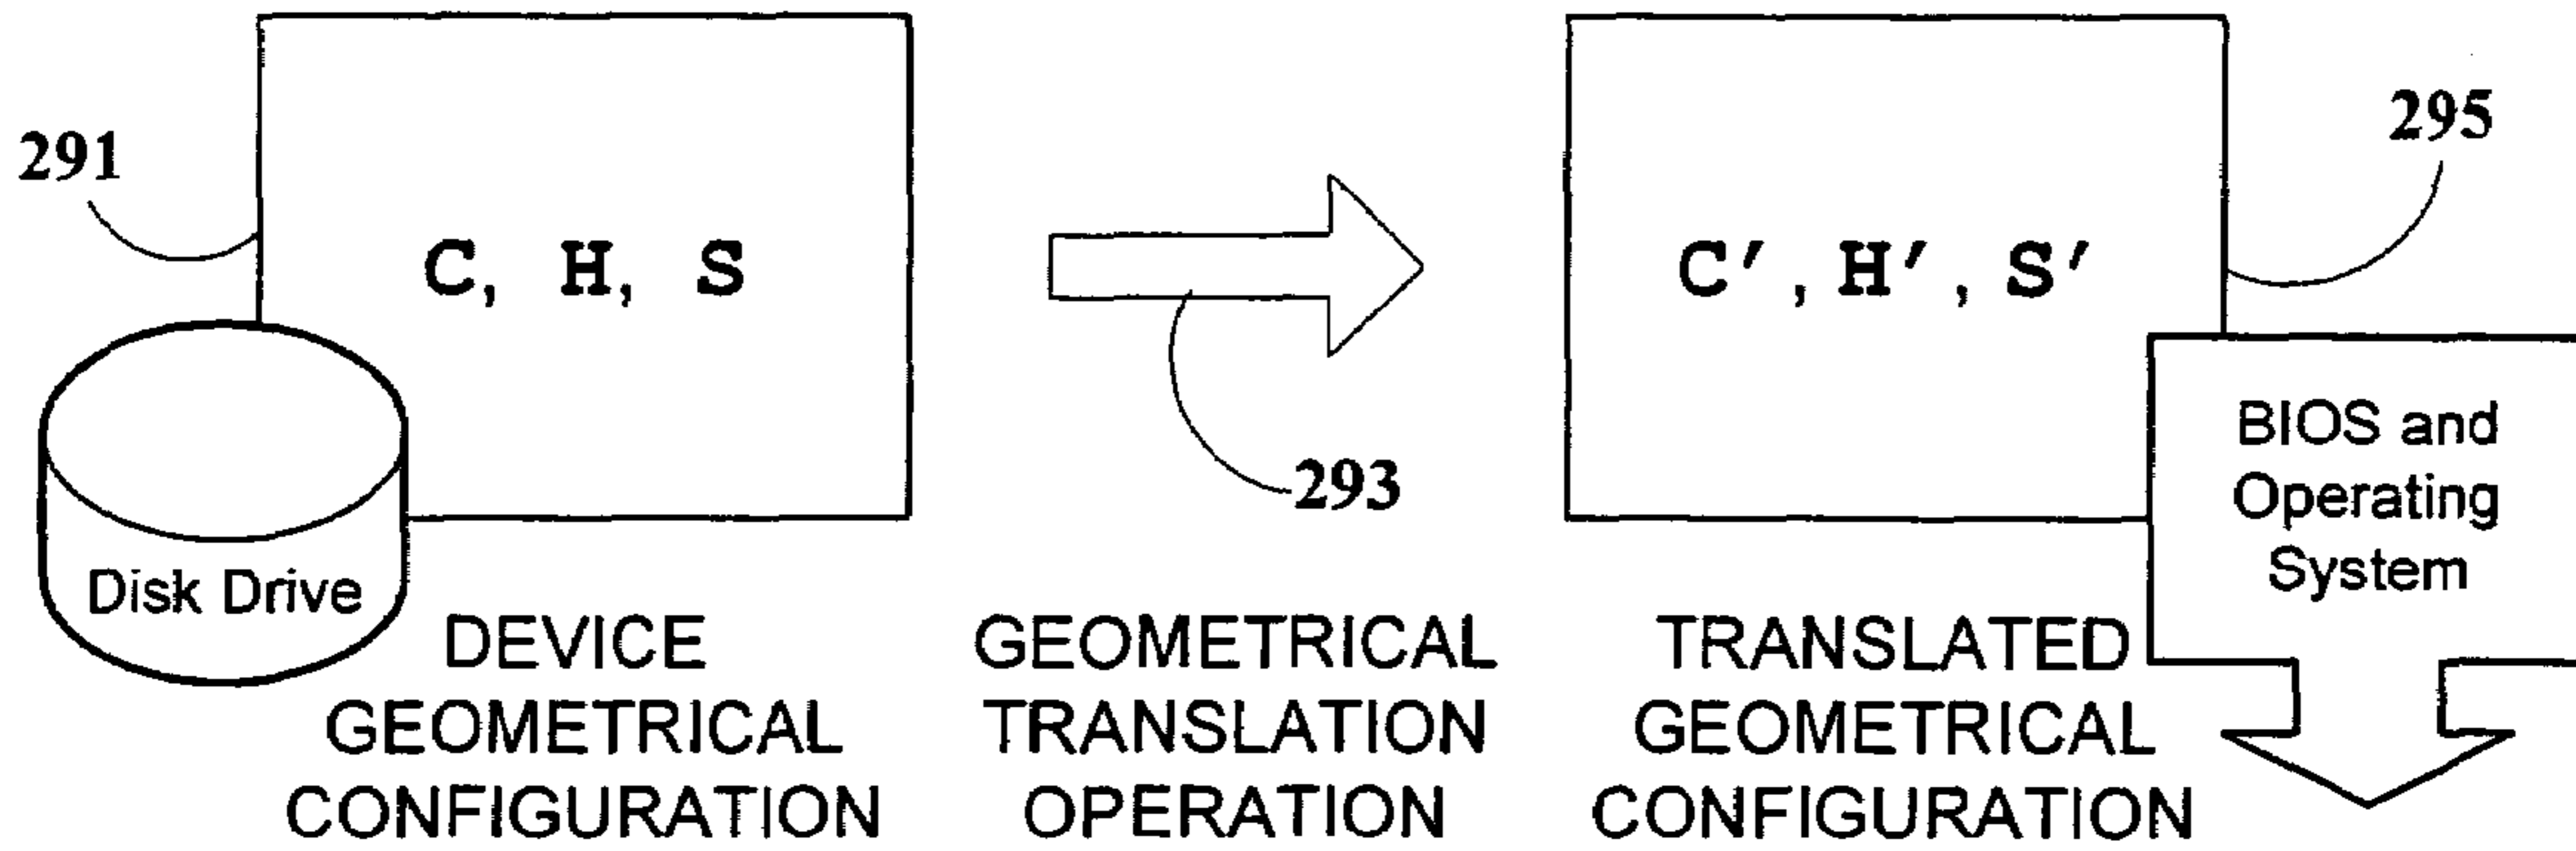 291
C, H, S
Disk Drive
DEVICE
GEOMETRICAL
CONFIGURATION
293
GEOMETRICAL
TRANSLATION
OPERATION
295
C', H', S'
BIOS and
Operating
System
TRANSLATED
GEOMETRICAL
CONFIGURATION